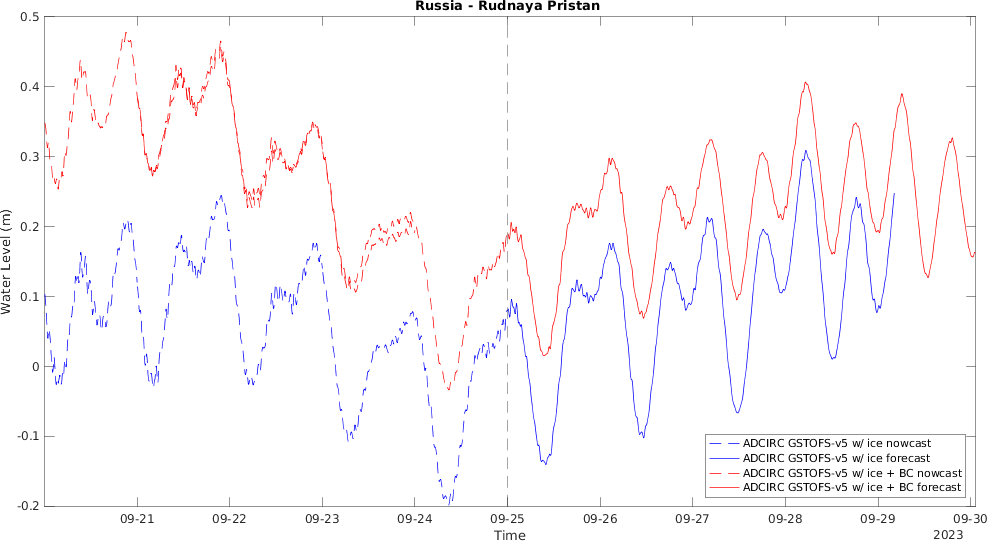 Russia - Rudnaya Pristan
Water Level (m)
0.5
0.4
0.3
0.2
0.1
0
-0.1
-0.2
ADCIRC GSTOFS-v5 w/ ice nowcast
ADCIRC GSTOFS-v5 w/ ice forecast
ADCIRC GSTOFS-v5 w/ ice + BC nowcast
ADCIRC GSTOFS-v5 w/ ice + BC forecast
09-21 09-22 09-23 09-24 09-25 09-26 09-27 09-28 09-29 09-30
Time
2023